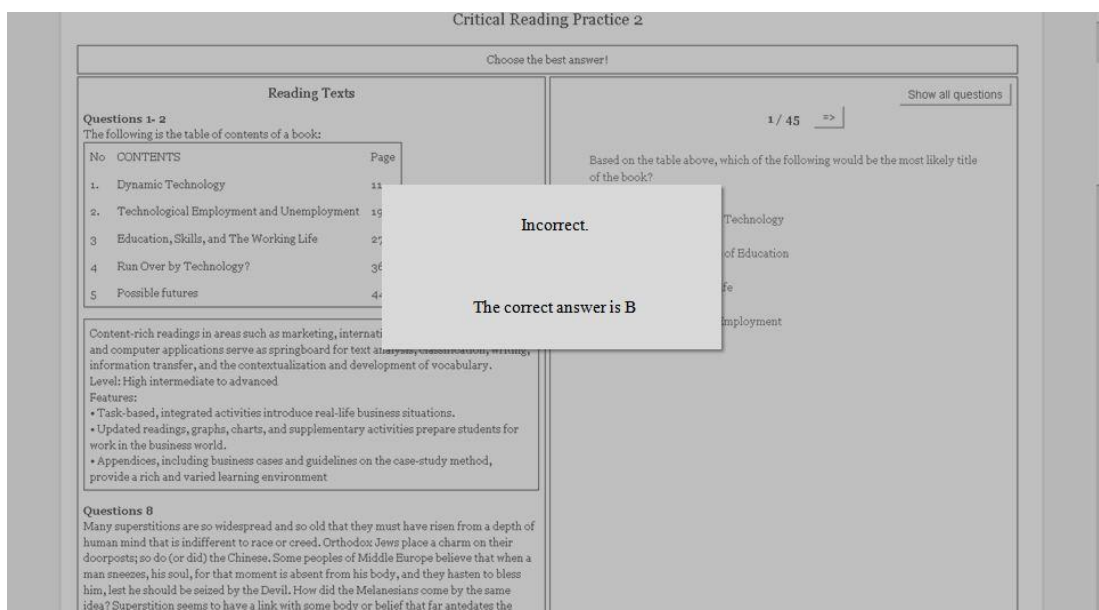 Critical Reading Practice 2
Choose the best answer!
Reading Texts
Questions 1- 2
The following is the table of contents of a book:
No CONTENTS Page
1. Dynamic Technology 11
2. Technological Employment and Unemployment 19
3 Education, Skills, and The Working Life 27
4 Run Over by Technology? 36
5 Possible futures
Content-rich readings in areas such as marketing,
and computer applications serve as springboard for text analysis, classification, writing,
information transfer, and the contextualization and development of vocabulary.
Level: High intermediate to advanced
Features:
• Task-based, integrated activities introduce real-life business situations.
• Updated readings, graphs, charts, and supplementary activities prepare students for
work in the business world.
• Appendices, including business cases and guidelines on the case-study method,
provide a rich and varied learning environment
Questions 8
Many superstitions are so widespread and so old that they must have risen from a depth of
human mind that is indifferent to race or creed. Orthodox Jews place a charm on their
doorposts; so do (or did) the Chinese. Some peoples of Middle Europe believe that when a
man sneezes, his soul, for that moment is absent from his body, and they hasten to bless
him, lest he should be seized by the Devil. How did the Melanesians come by the same
idea? Superstition seems to have a link with some body or belief that far antedates the
Show all questions
1 / 45 =>
Based on the table above, which of the following would be the most likely title
of the book?
Technology
of Education
Employment
Incorrect.
The correct answer is B